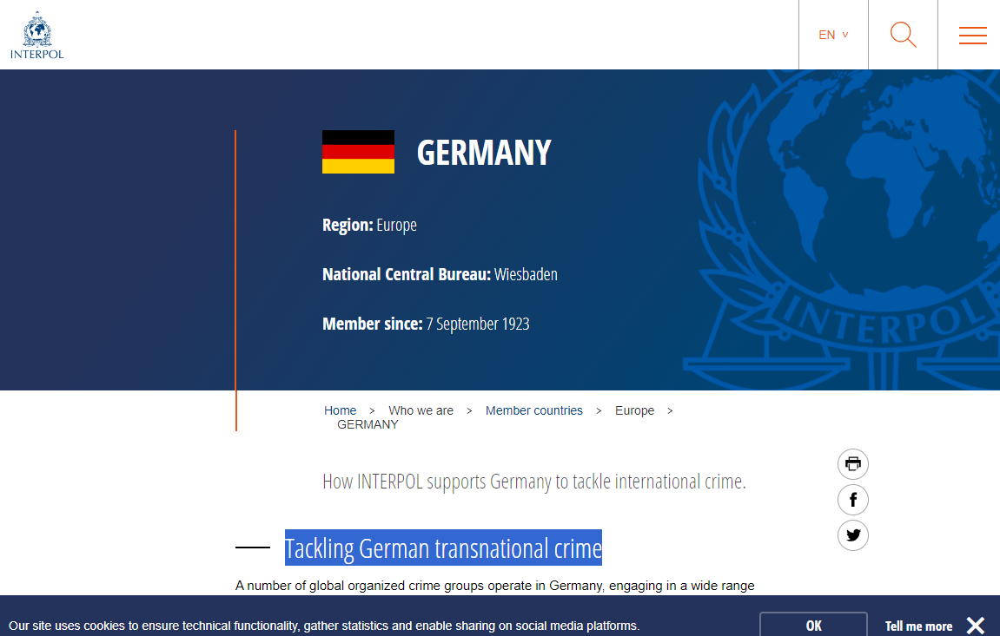 INTERPOL
EN
GERMANY
Region: Europe
National Central Bureau: Wiesbaden
Member since: 7 September 1923
INTERPOL
Home > Who we are > Member countries > Europe >
GERMANY
How INTERPOL supports Germany to tackle international crime.
Tackling German transnational crime
A number of global organized crime groups operate in Germany, engaging in a wide range
Our site uses cookies to ensure technical functionality, gather statistics and enable sharing on social media platforms.
OK
Tell me more